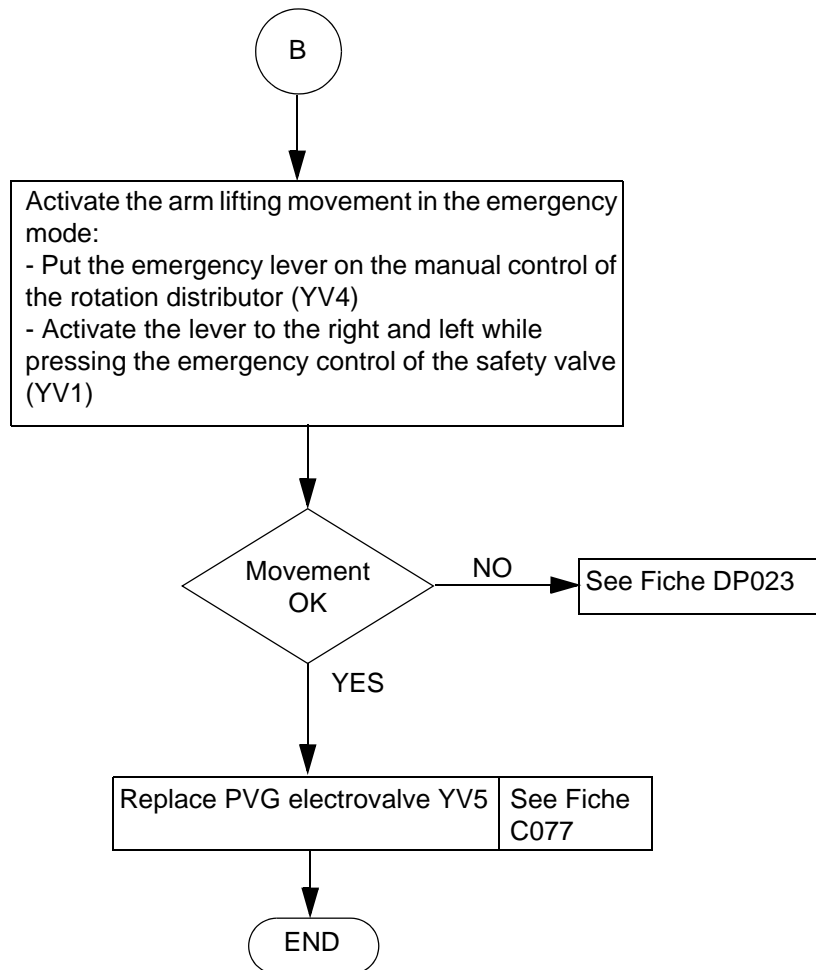 B
Activate the arm lifting movement in the emergency
mode:
- Put the emergency lever on the manual control of
the rotation distributor (YV4)
- Activate the lever to the right and left while
pressing the emergency control of the safety valve
(YV1)
Movement
OK
NO
See Fiche DP023
YES
Replace PVG electrovalve YV5
See Fiche
C077
END